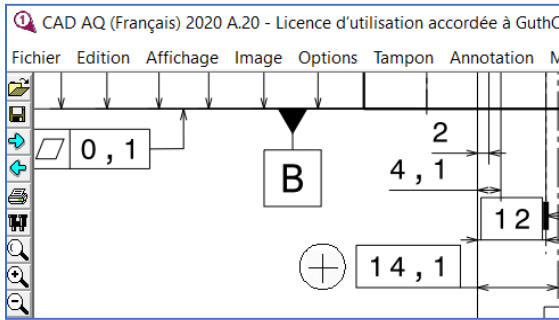 CAD AQ (Français) 2020 A.20 - Licence d'utilisation accordée à Guth
Fichier Edition Affichage Image Options Tampon Annotation
0,1
B
2
4,1
12
14,1